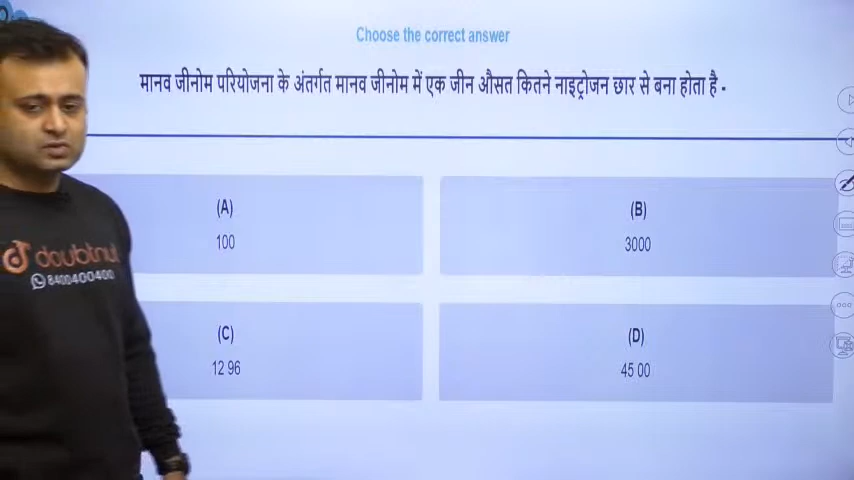 Choose the correct answer
मानव जीनोम परियोजना के अंतर्गत मानव जीनोम में एक जीन औसत कितने नाइट्रोजन छार से बना होता है -
(A)
100
(B)
3000
(C)
12 96
(D)
45 00
doubtnut
8400400400